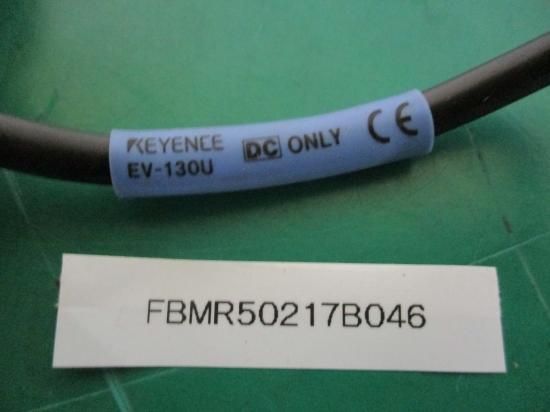 KEYENCE DC ONLY CE
EV-130U
FBMR50217B046